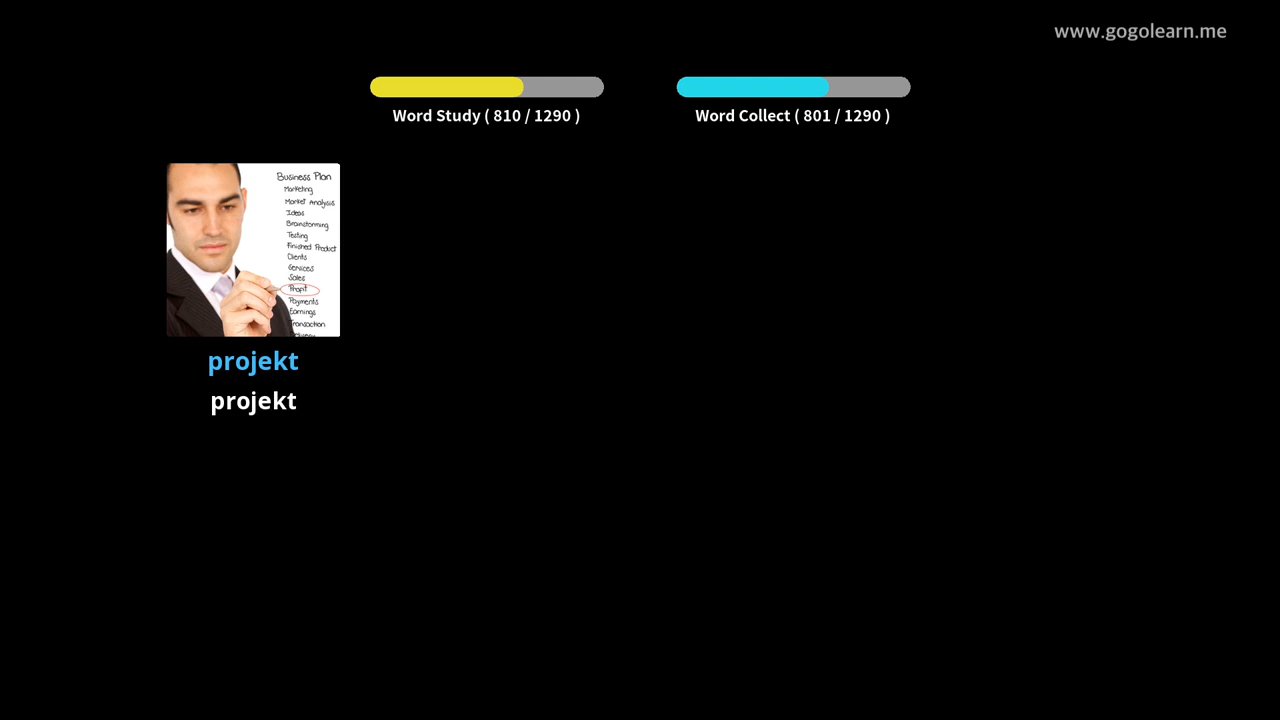 www.gogolearn.me
Word Study ( 810 / 1290 )
Word Collect ( 801 / 1290 )
Business Plan
Marketing
Market Analysis
Ideas
Brainstorming
Testing
Finished Product
Clients
Services
Sales
Profit
Payments
Earnings
Transaction
Delivery
projekt
projekt